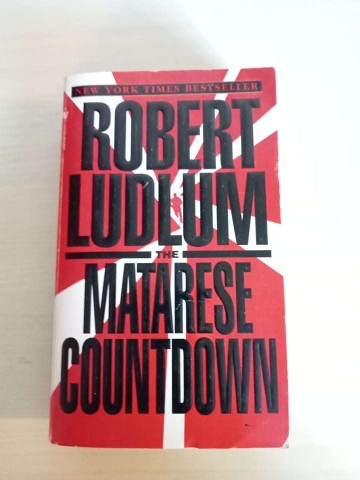 NEW YORK TIMES BESTSELLER
ROBERT
LUDLUM
THE
MATARESE
COUNTDOWN